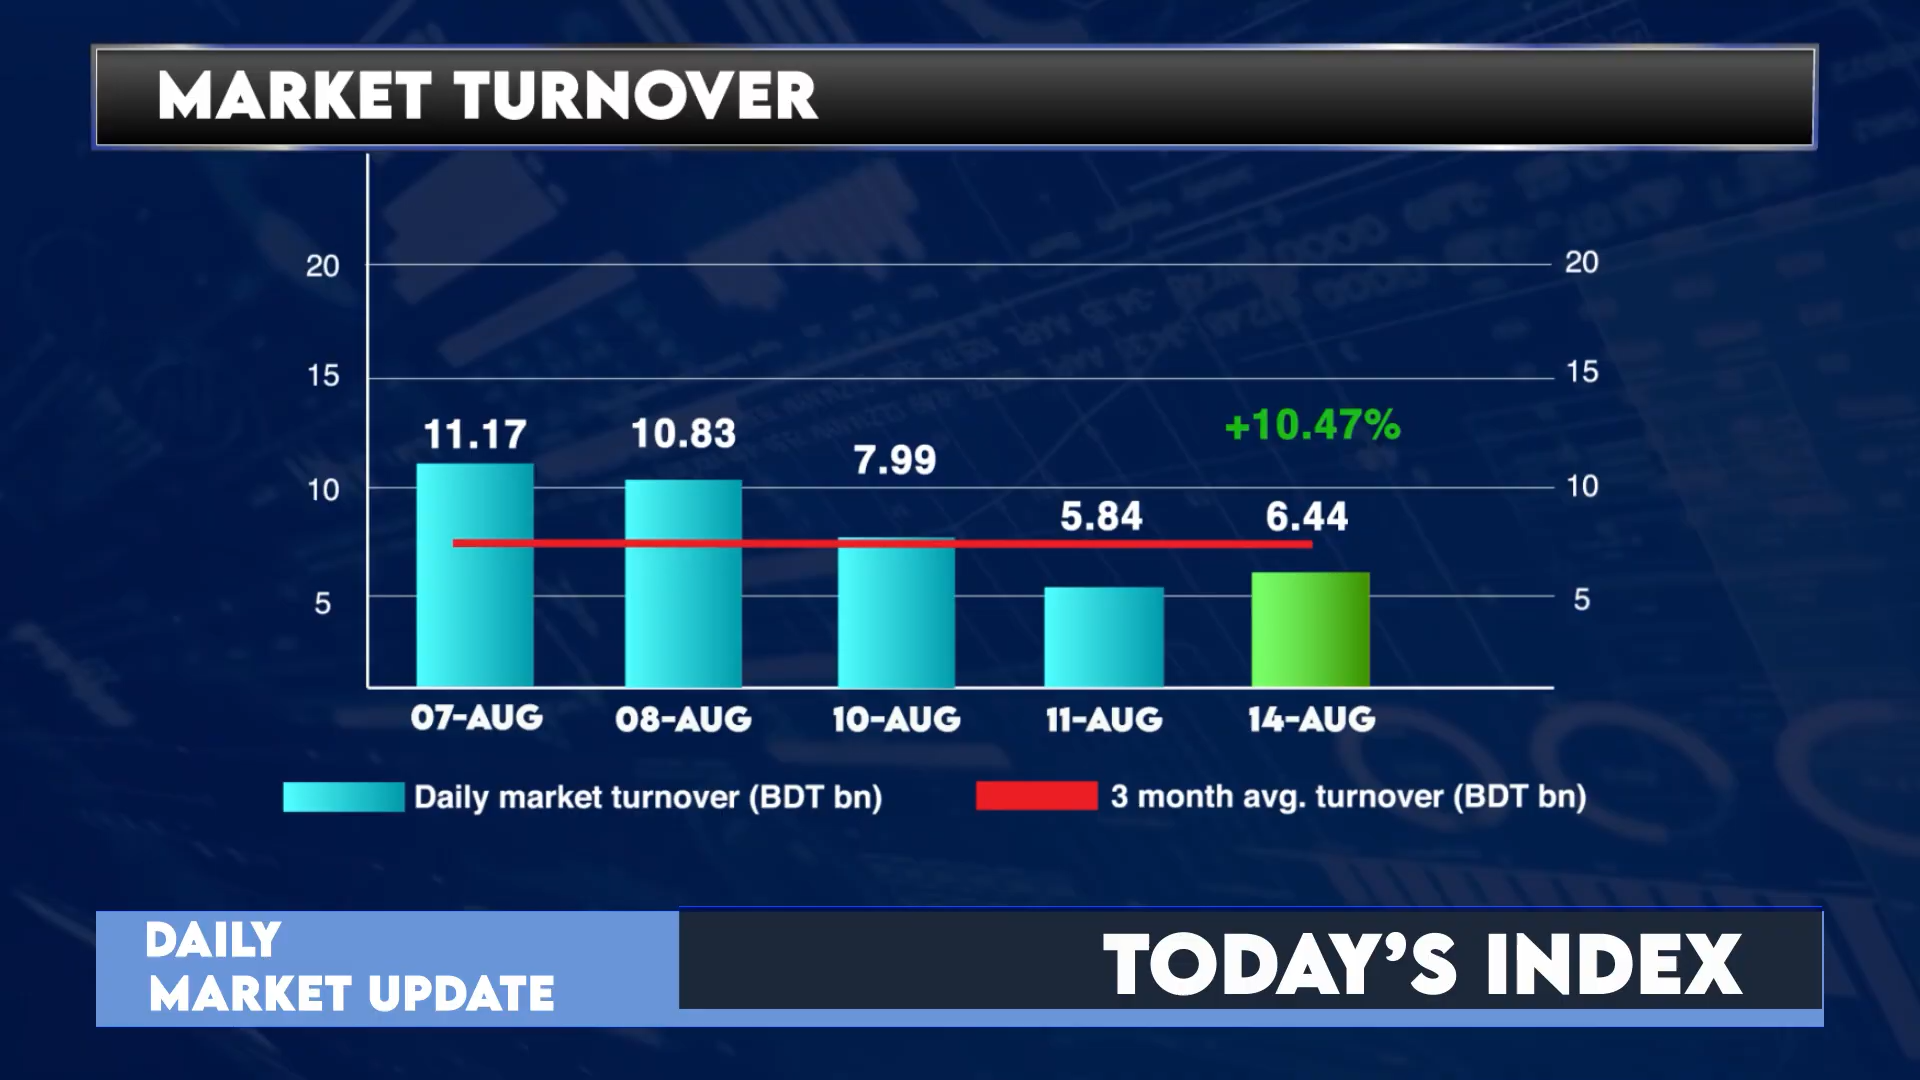 MARKET TURNOVER
20
20
15
15
11.17
10.83
7.99
+10.47%
10
10
5.84
6.44
5
5
07-AUG
08-AUG
10-AUG
11-AUG
14-AUG
Daily market turnover (BDT bn)
3 month avg. turnover (BDT bn)
DAILY
MARKET UPDATE
TODAY'S INDEX